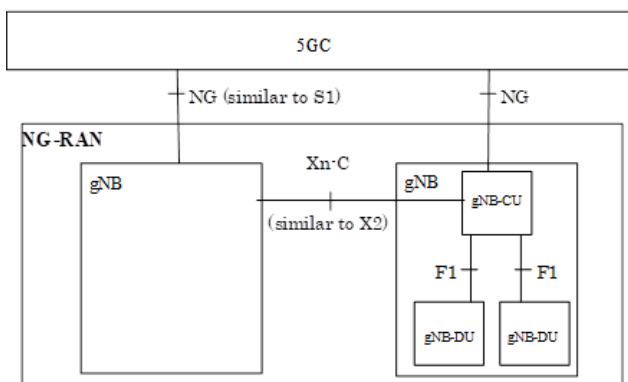 5GC
NG (similar to S1)
NG
NG-RAN
gNB
Xn-C
(similar to X2)
gNB
gNB-CU
F1
F1
gNB-DU
gNB-DU